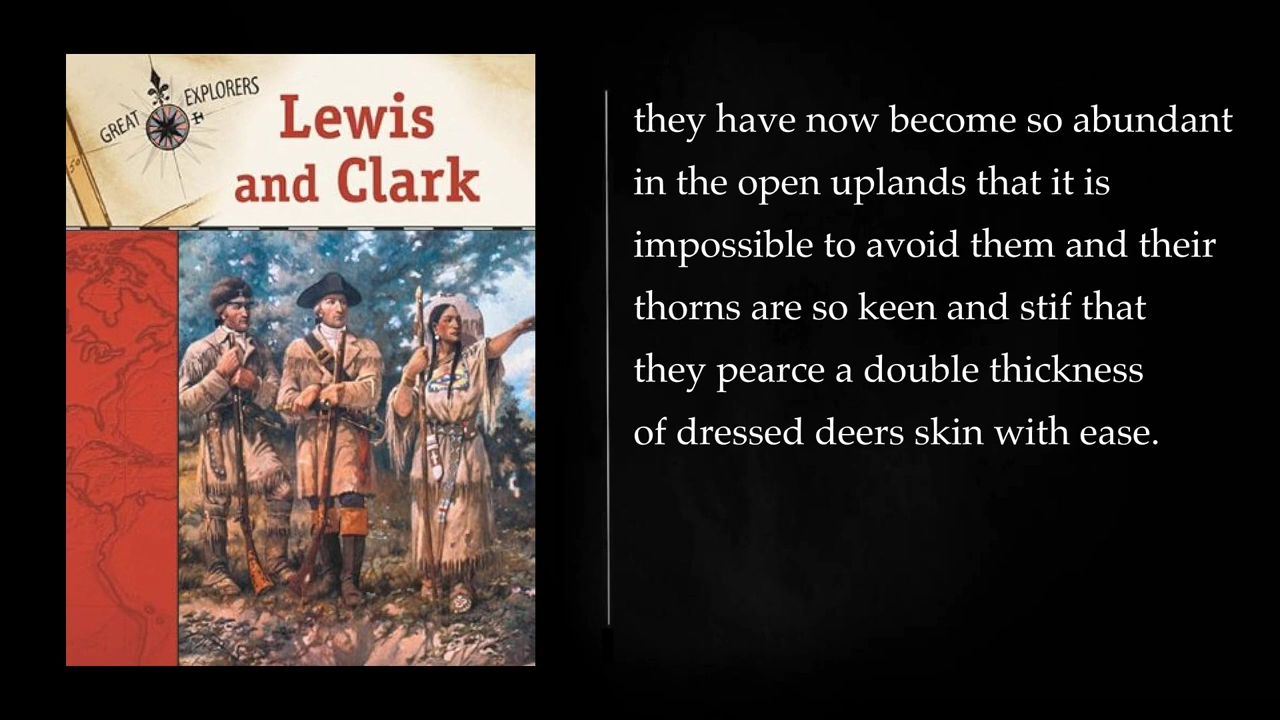 GREAT EXPLORERS
Lewis
and Clark
50
they have now become so abundant
in the open uplands that it is
impossible to avoid them and their
thorns are so keen and stif that
they pearce a double thickness
of dressed deers skin with ease.